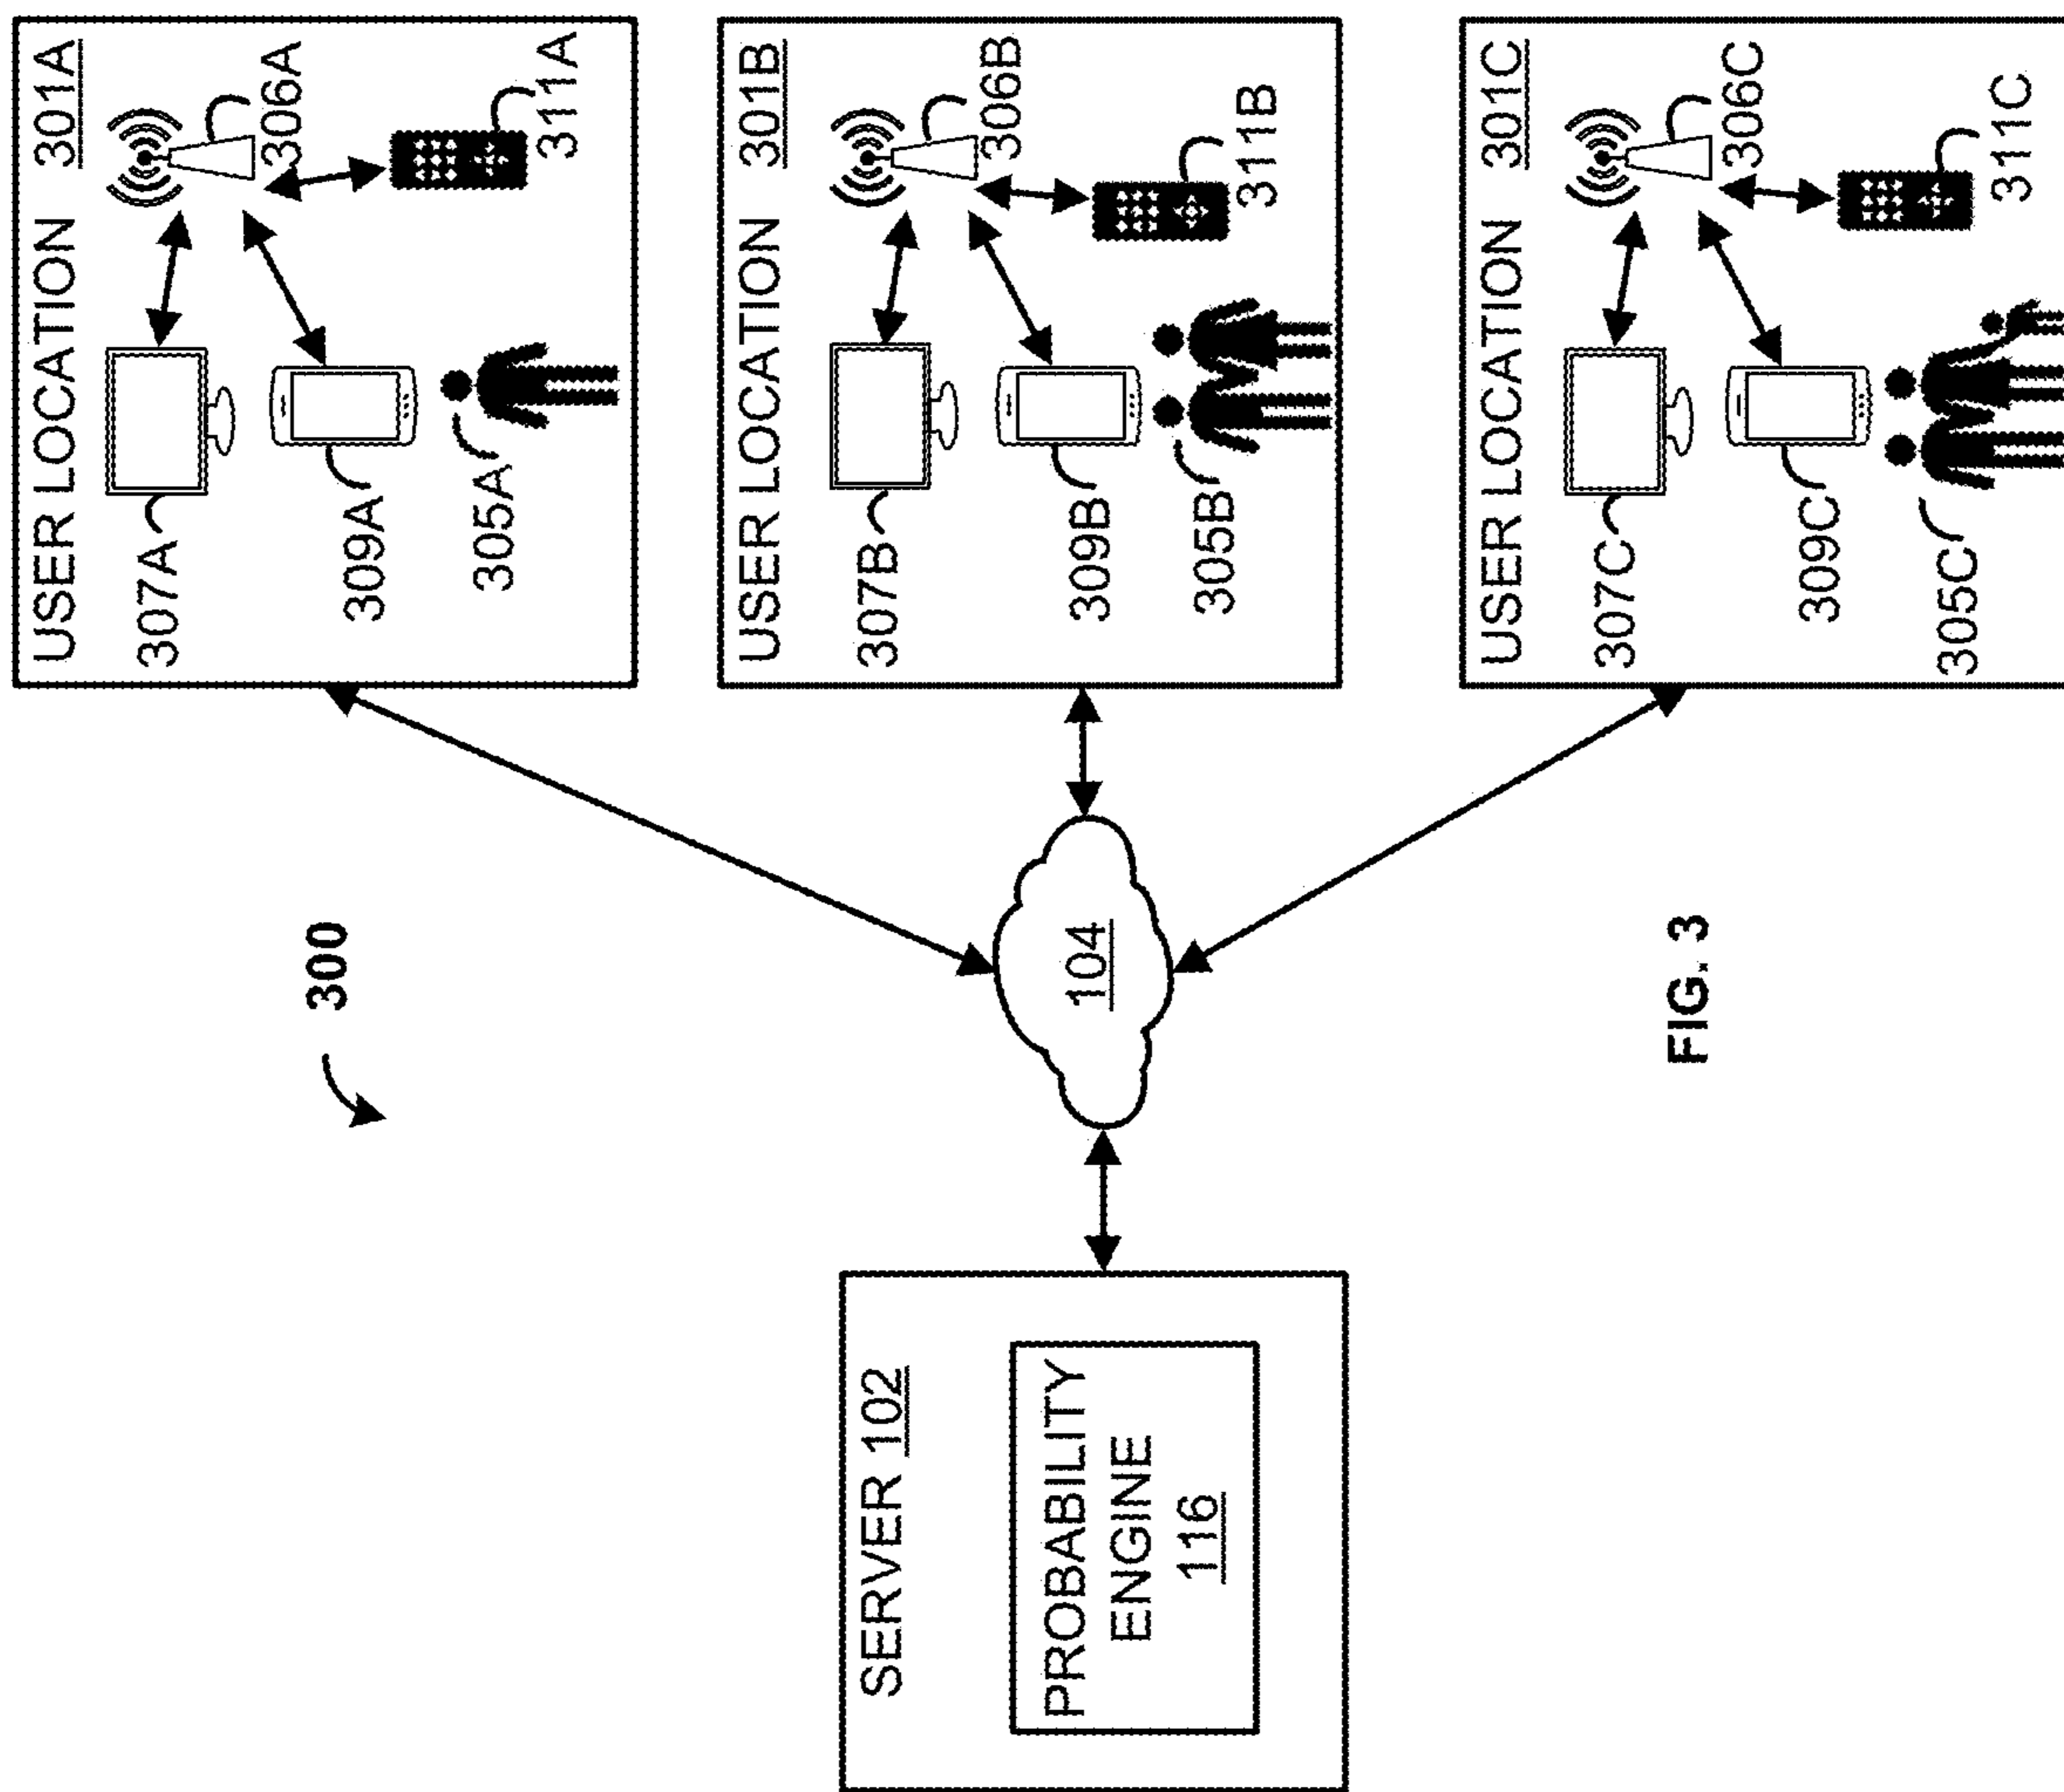 300
SERVER 102
PROBABILITY
ENGINE
116
104
USER LOCATION 301A
307A
306A
309A
311A
305A
USER LOCATION 301B
307B
306B
309B
311B
305B
USER LOCATION 301C
307C
306C
309C
311C
305C
FIG. 3